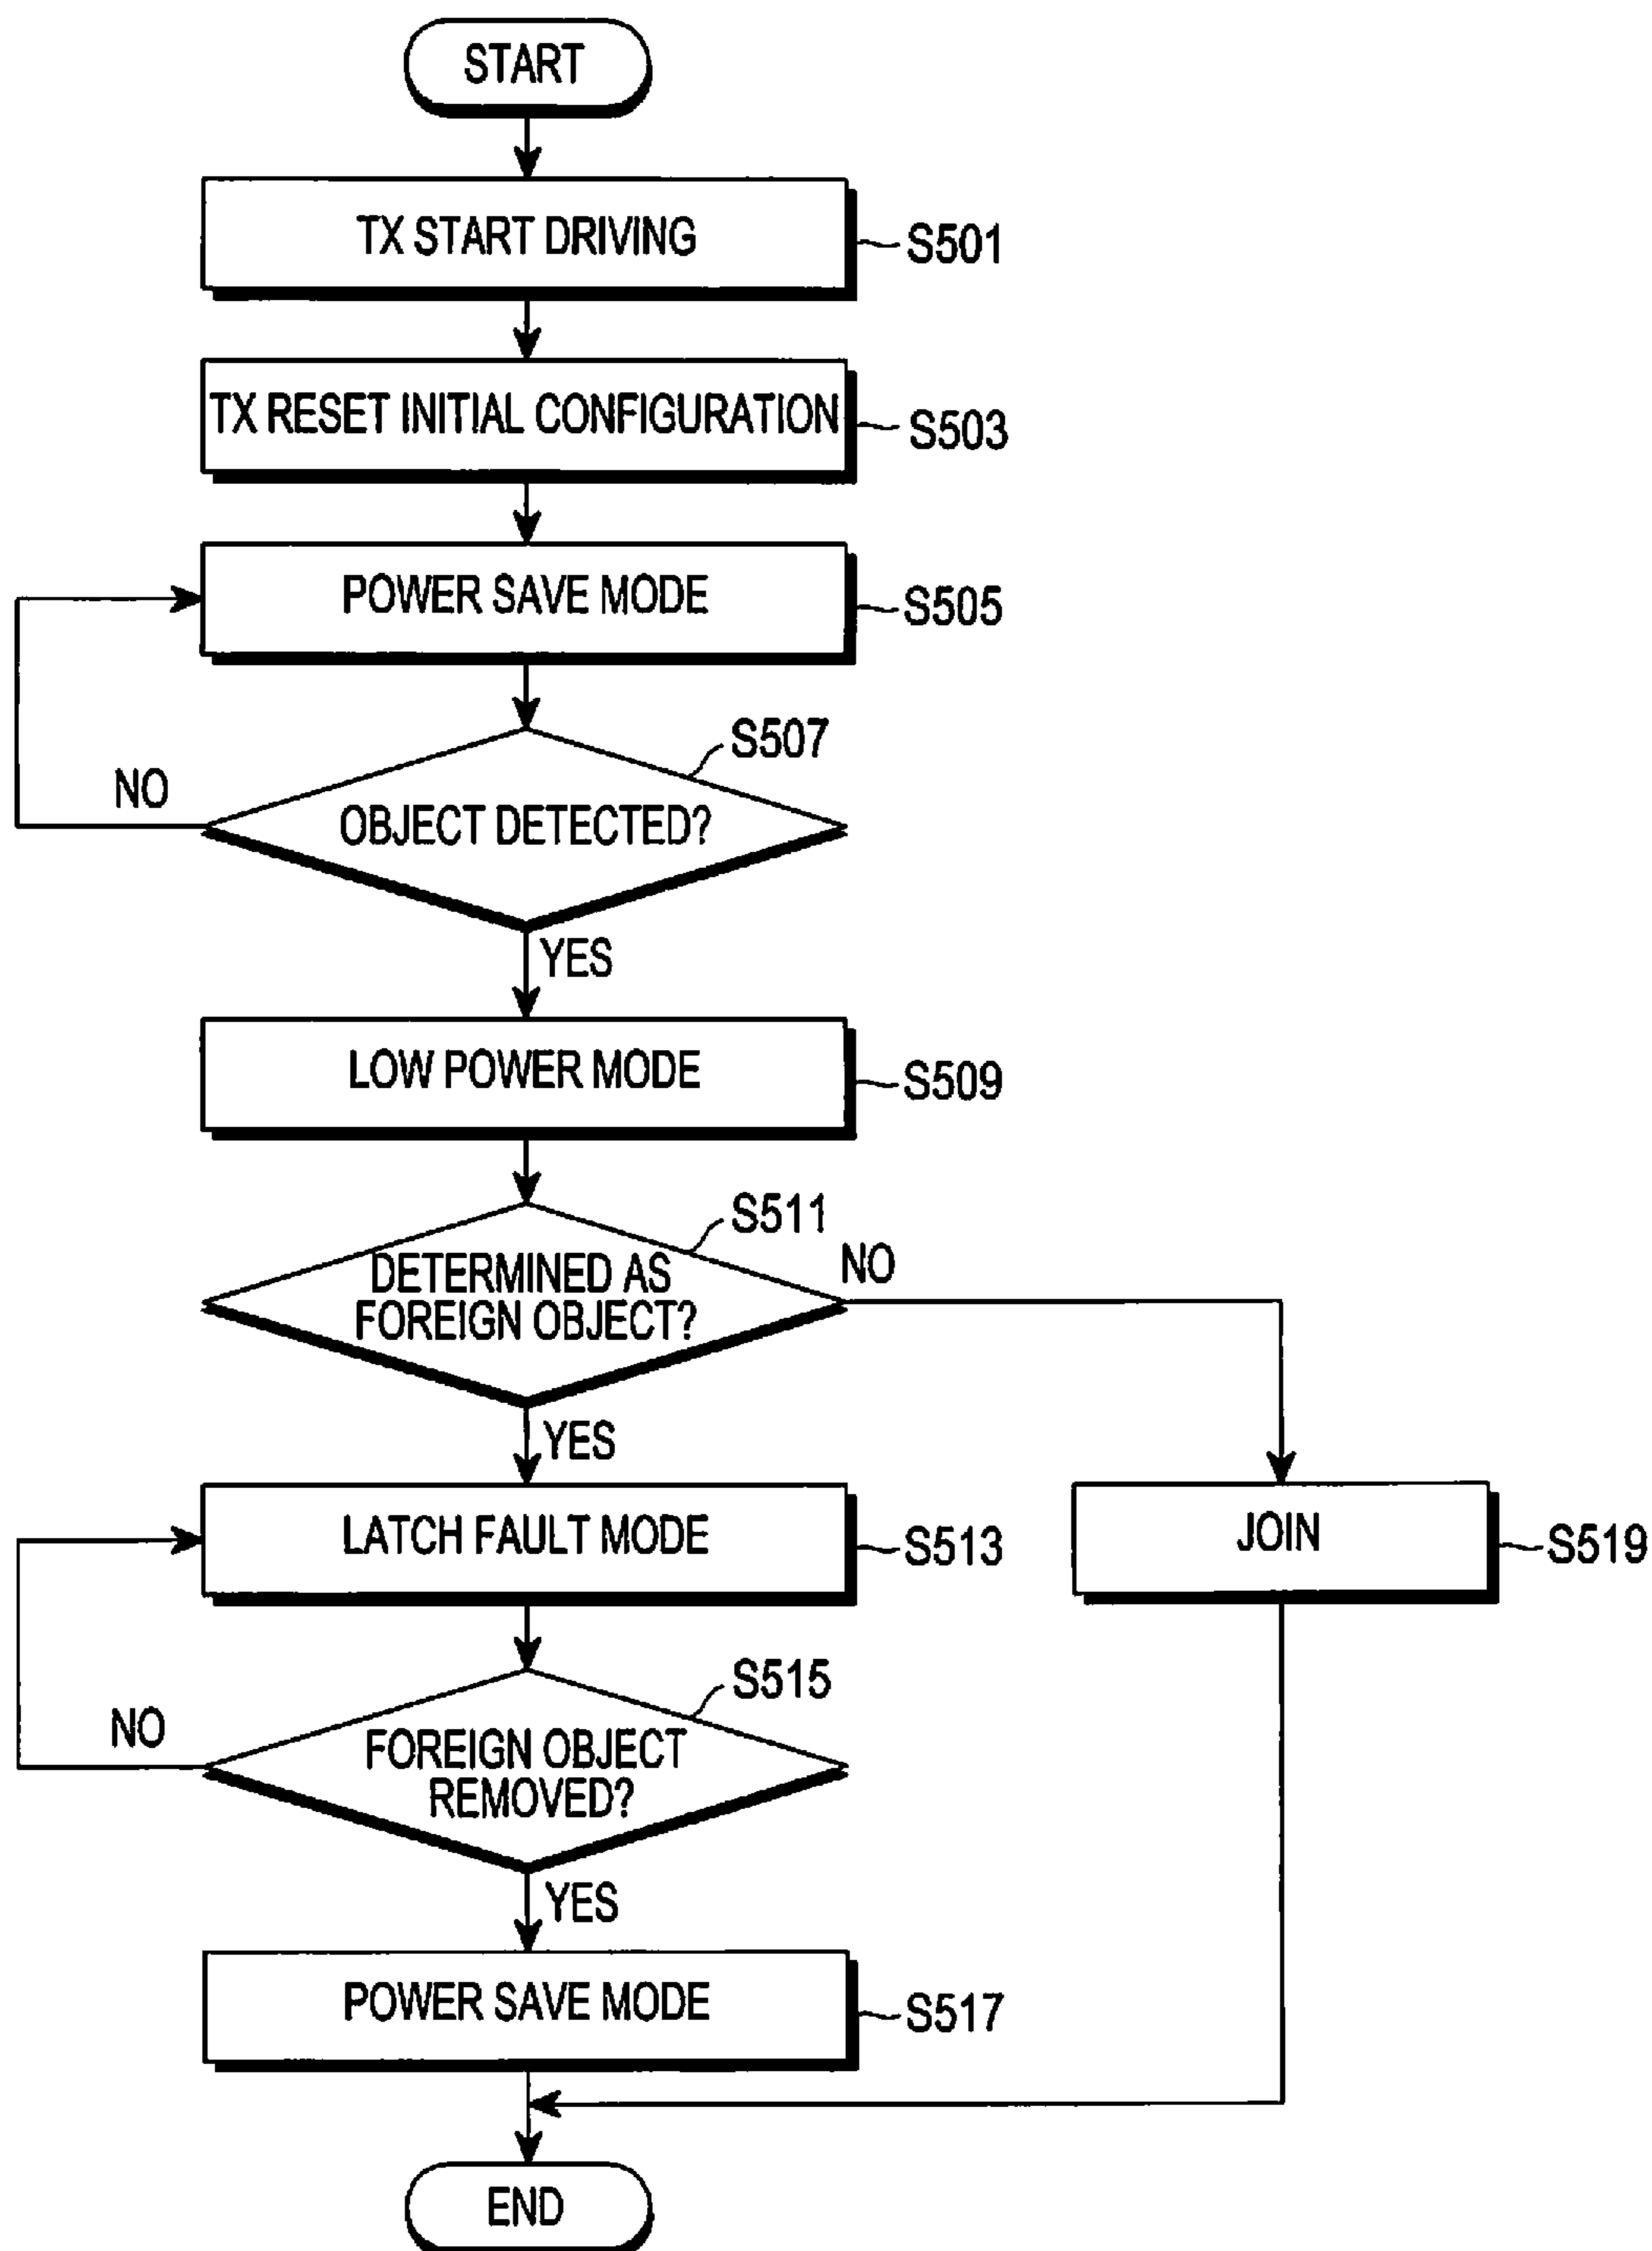 START
TX START DRIVING
S501
TX RESET INITIAL CONFIGURATION
S503
POWER SAVE MODE
S505
S507
NO
OBJECT DETECTED?
YES
LOW POWER MODE
S509
S511
DETERMINED AS
FOREIGN OBJECT?
NO
YES
LATCH FAULT MODE
S513
JOIN
S519
S515
NO
FOREIGN OBJECT
REMOVED?
YES
POWER SAVE MODE
S517
END